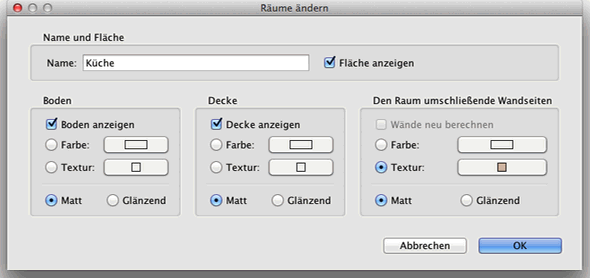 Räume ändern
Name und Fläche
Name: Küche Fläche anzeigen
Boden Decke Den Raum umschließende Wandseiten
Boden anzeigen Decke anzeigen Wände neu berechnen
Farbe: Farbe: Farbe:
Textur: Textur: Textur:
Matt Glänzend Matt Glänzend Matt Glänzend
Abbrechen OK